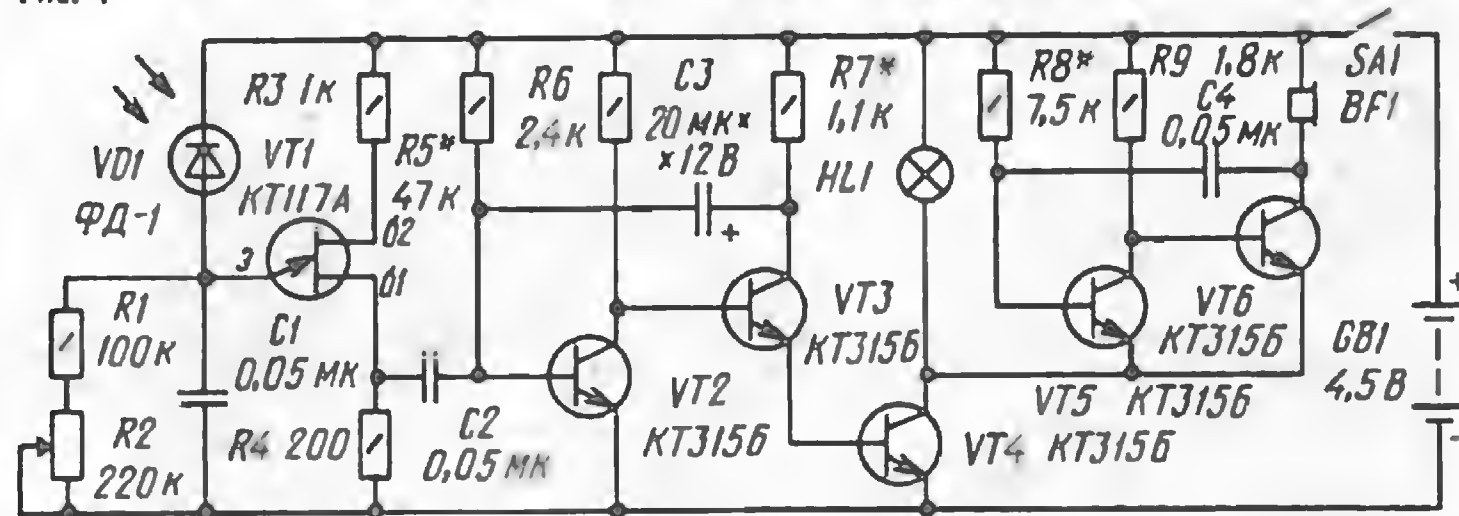 R3 1к
VD1
ФД-1
VT1
КТ117А
R5*
47к
R6
2,4к
C3
20мк×
×12В
R7*
1,1к
HL1
R8*
7,5к
R9 1,8к
C4
0,05мк
SA1
BF1
э
б2
б1
R1
100к
C1
0,05мк
R2
220к
R4 200
C2
0,05мк
VT2
КТ315Б
VT3
КТ315Б
VT4 КТ315Б
VT5 КТ315Б
VT6
КТ315Б
+
GB1
4,5В
-
+